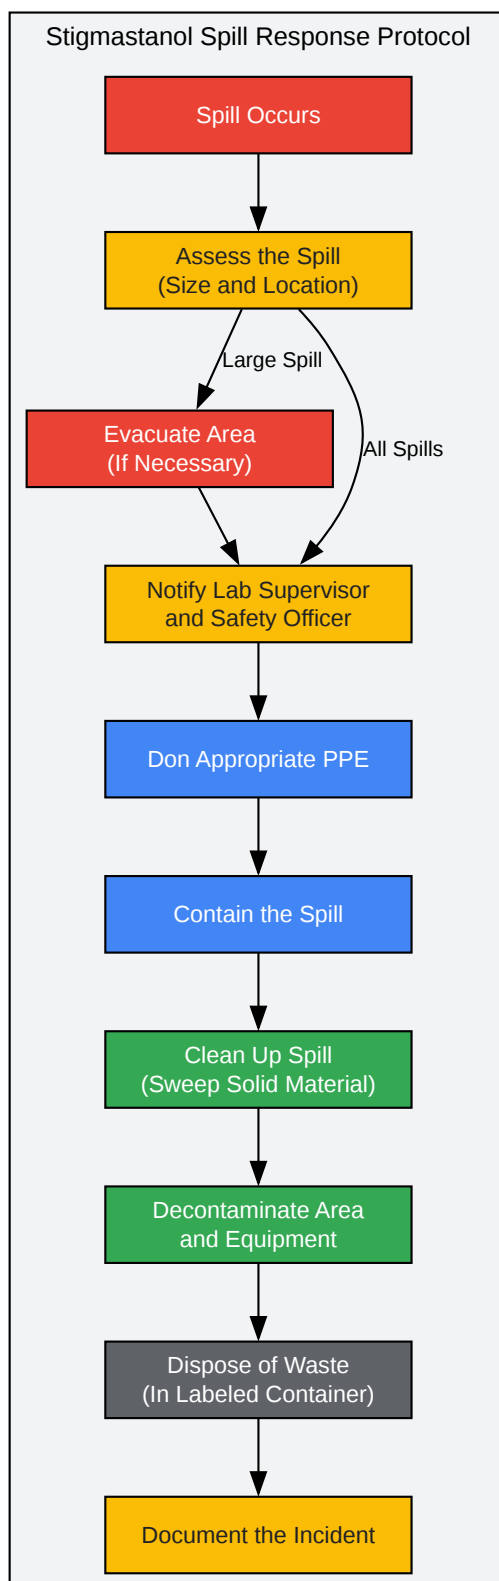 Stigmastanol Spill Response Protocol
Spill Occurs
Assess the Spill
(Size and Location)
Large Spill
Evacuate Area
(If Necessary)
All Spills
Notify Lab Supervisor
and Safety Officer
Don Appropriate PPE
Contain the Spill
Clean Up Spill
(Sweep Solid Material)
Decontaminate Area
and Equipment
Dispose of Waste
(In Labeled Container)
Document the Incident